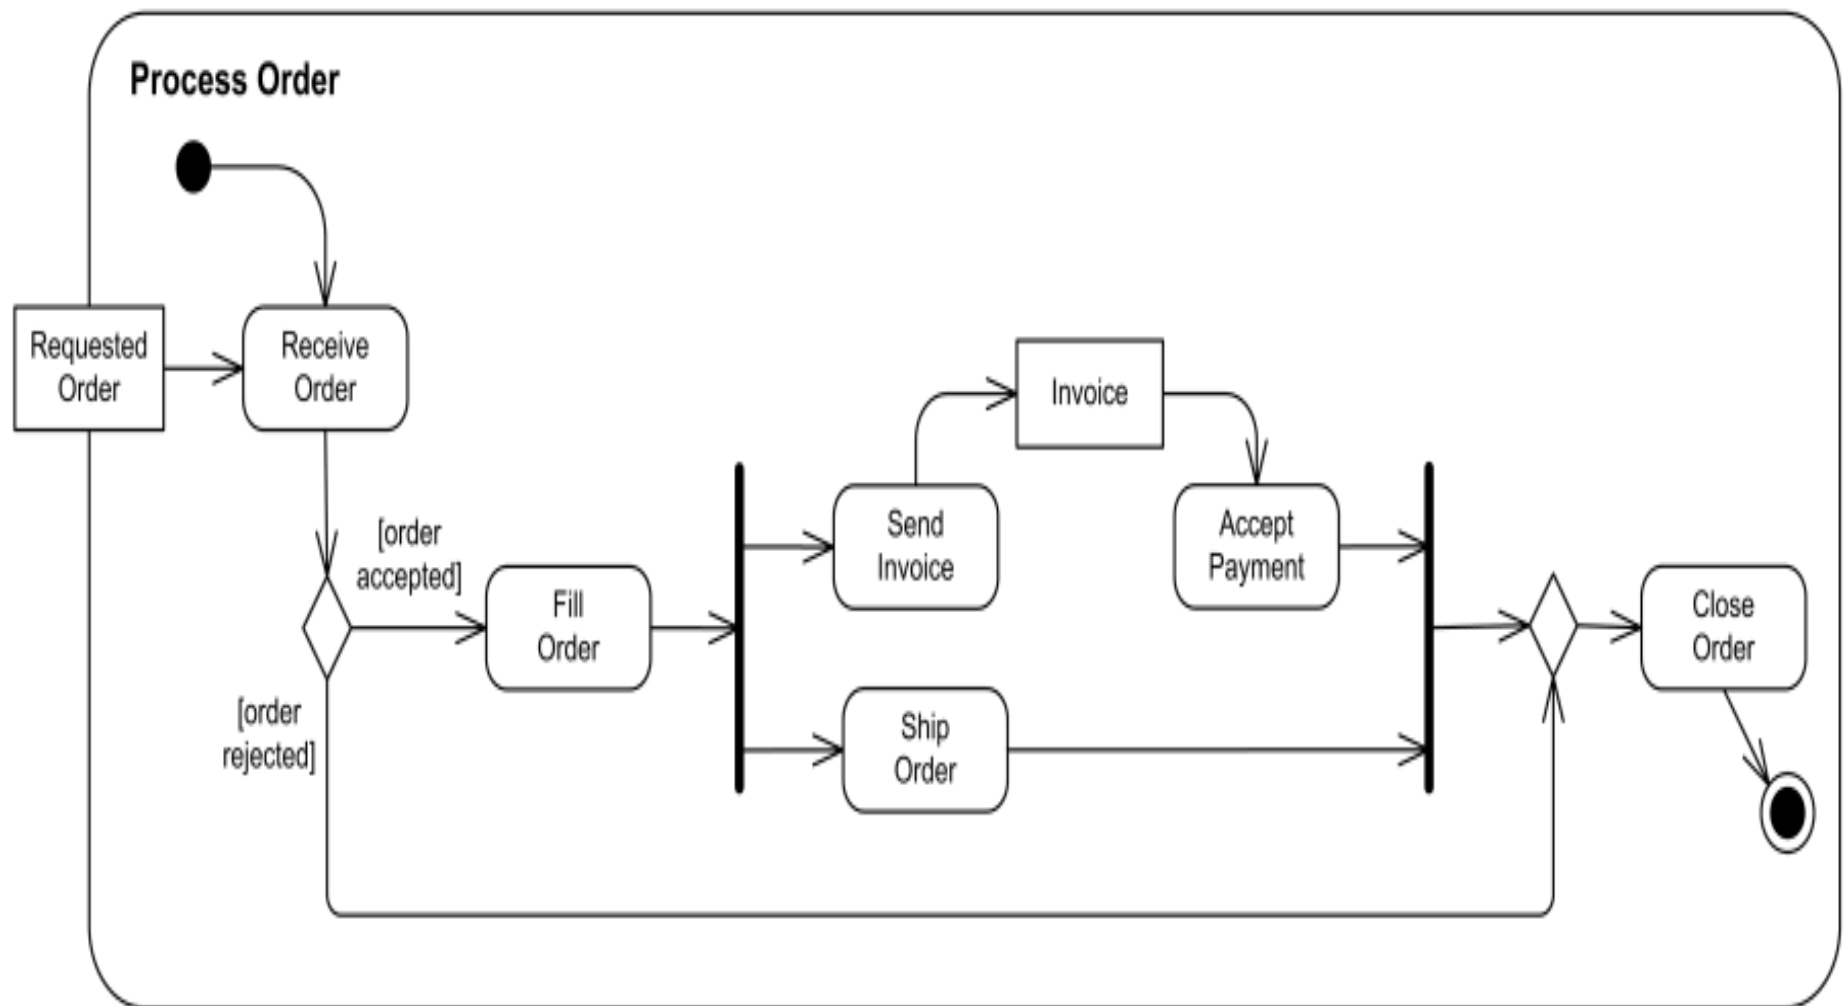 Process Order
Requested
Order
Receive
Order
[order
accepted]
[order
rejected]
Fill
Order
Send
Invoice
Invoice
Accept
Payment
Ship
Order
Close
Order